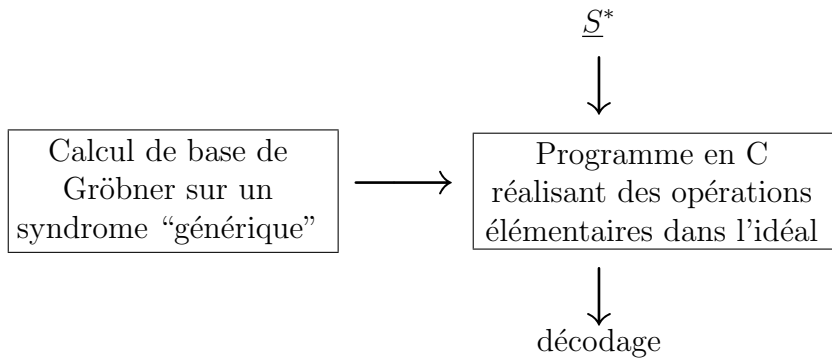 S*
Calcul de base de
Gröbner sur un
syndrome “générique”
Programme en C
réalisant des opérations
élémentaires dans l'idéal
décodage